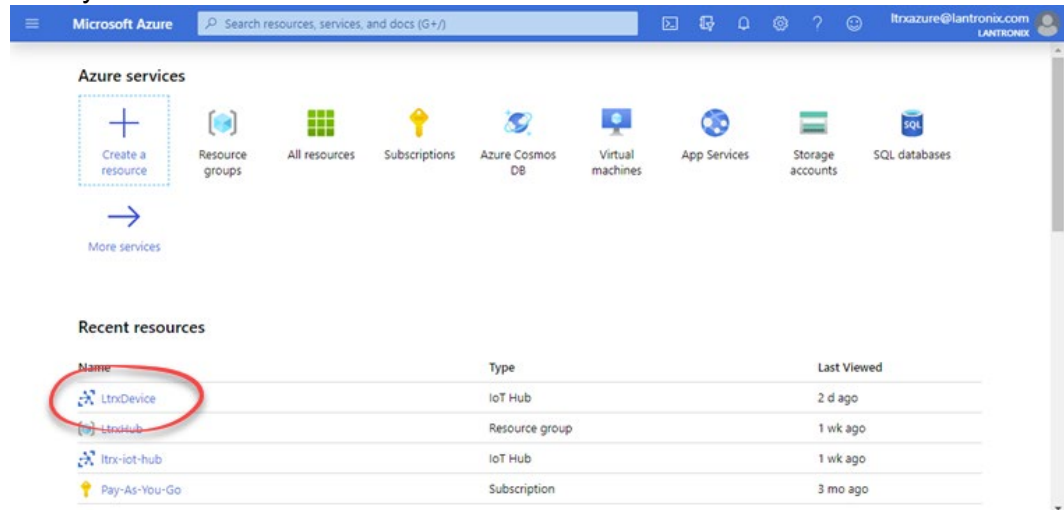 Microsoft Azure
Search resources, services, and docs (G+/)
ltrxazure@lantronix.com
LANTRONIX
Azure services
Create a resource
Resource groups
All resources
Subscriptions
Azure Cosmos DB
Virtual machines
App Services
Storage accounts
SQL
SQL databases
More services
Recent resources
Name Type Last Viewed
LtrxDevice IoT Hub 2 d ago
LtrxHub Resource group 1 wk ago
ltrx-iot-hub IoT Hub 1 wk ago
Pay-As-You-Go Subscription 3 mo ago